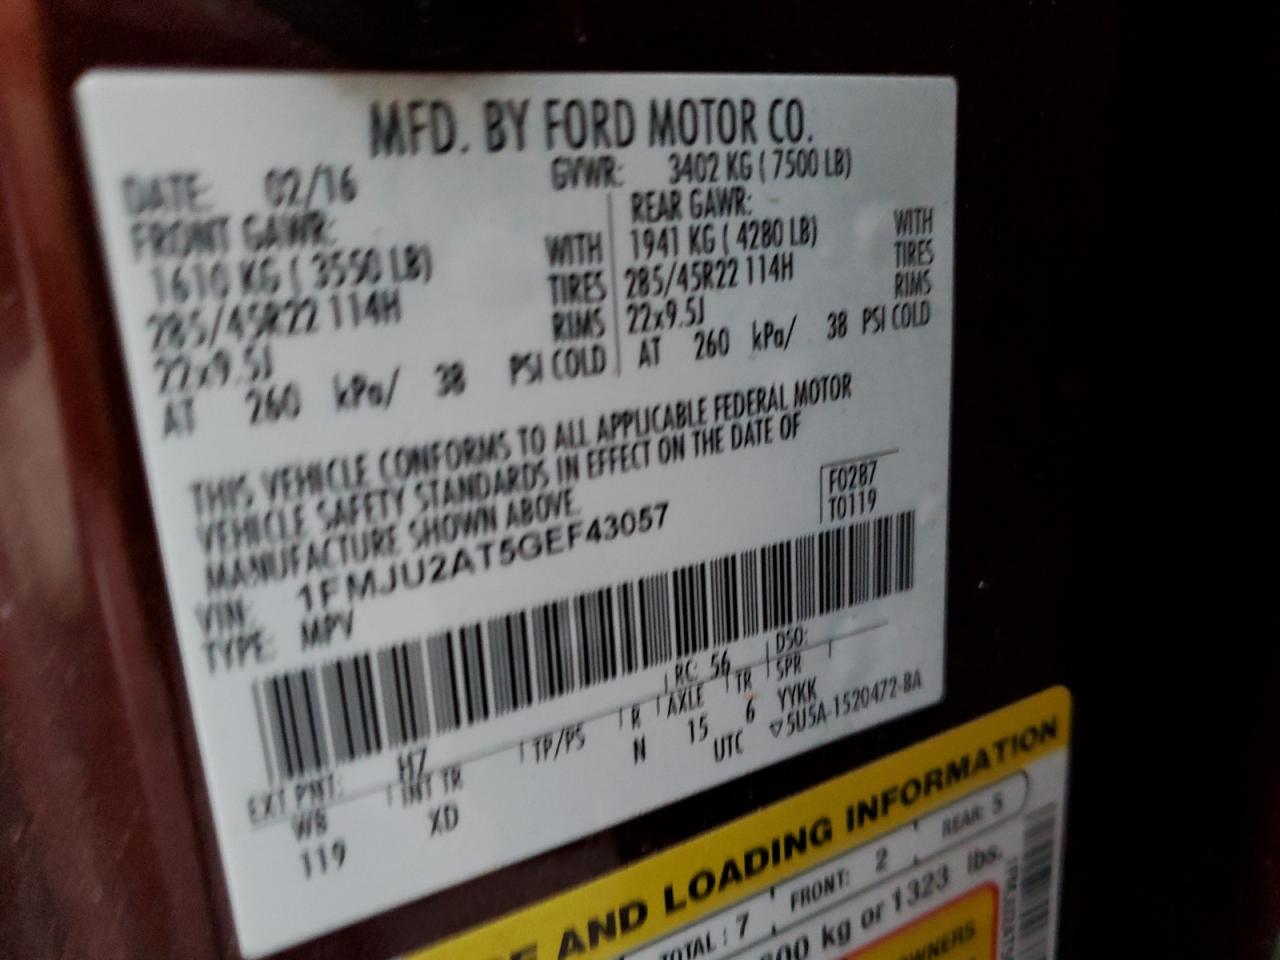 MFD. BY FORD MOTOR CO.
DATE: 02/16 GVWR: 3402 KG ( 7500 LB)
FRONT GAWR: REAR GAWR:
1610 KG ( 3550 LB) WITH 1941 KG ( 4280 LB) WITH
285/45R22 114H TIRES 285/45R22 114H TIRES
22x9.5J RIMS 22x9.5J RIMS
AT 260 kPa/ 38 PSI COLD AT 260 kPa/ 38 PSI COLD
THIS VEHICLE CONFORMS TO ALL APPLICABLE FEDERAL MOTOR
VEHICLE SAFETY STANDARDS IN EFFECT ON THE DATE OF
MANUFACTURE SHOWN ABOVE.
VIN: 1FMJU2AT5GEF43057
TYPE: MPV
F0287
T0119
EXT PNT: H7 RC: 56 DSO:
WB INT TR TP/PS R AXLE TR SPR
119 XD N 15 6 YYKK
UTC ▽5U5A-1520472-BA
AND LOADING INFORMATION
TOTAL : 7 FRONT: 2 REAR: 5
kg or 1323 lbs.
OWNERS